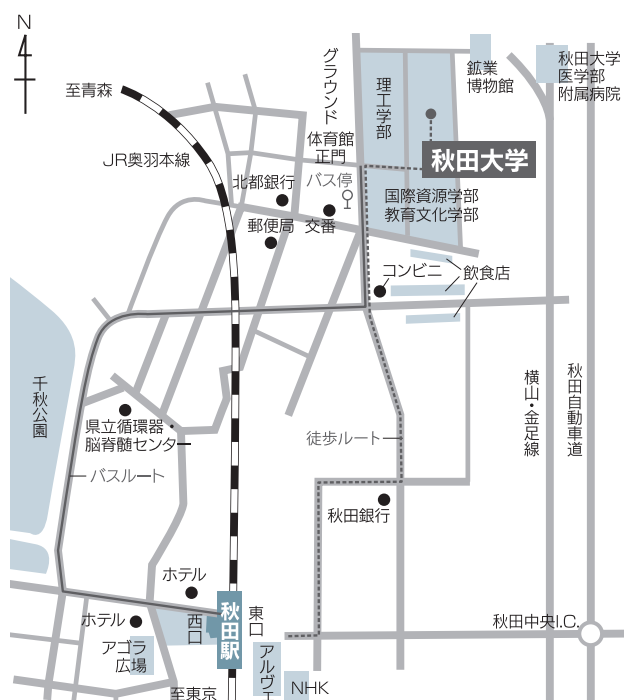 N
至青森
JR奥羽本線
グラウンド
理工学部
鉱業
博物館
秋田大学
医学部
附属病院
体育館
正門
バス停
秋田大学
国際資源学部
教育文化学部
北都銀行
郵便局
交番
コンビニ
飲食店
千秋公園
県立循環器・
脳脊髄センター
バスルート
徒歩ルート
横山・金足線
秋田自動車道
秋田銀行
ホテル
ホテル
西口
秋田駅
東口
アゴラ
広場
アルヴェ
NHK
秋田中央I.C.
至東京